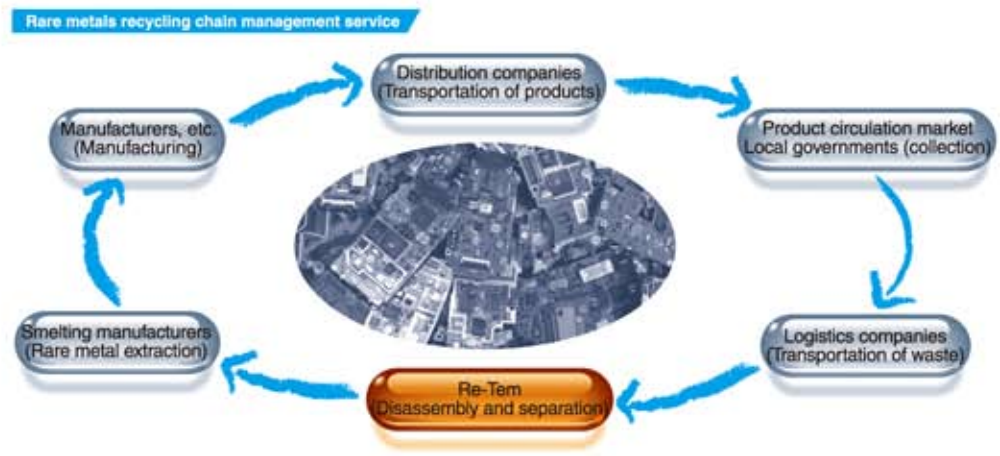 Rare metals recycling chain management service
Distribution companies
(Transportation of products)
Manufacturers, etc.
(Manufacturing)
Product circulation market
Local governments (collection)
Smelting manufacturers
(Rare metal extraction)
Logistics companies
(Transportation of waste)
Re-Tem
(Disassembly and separation)